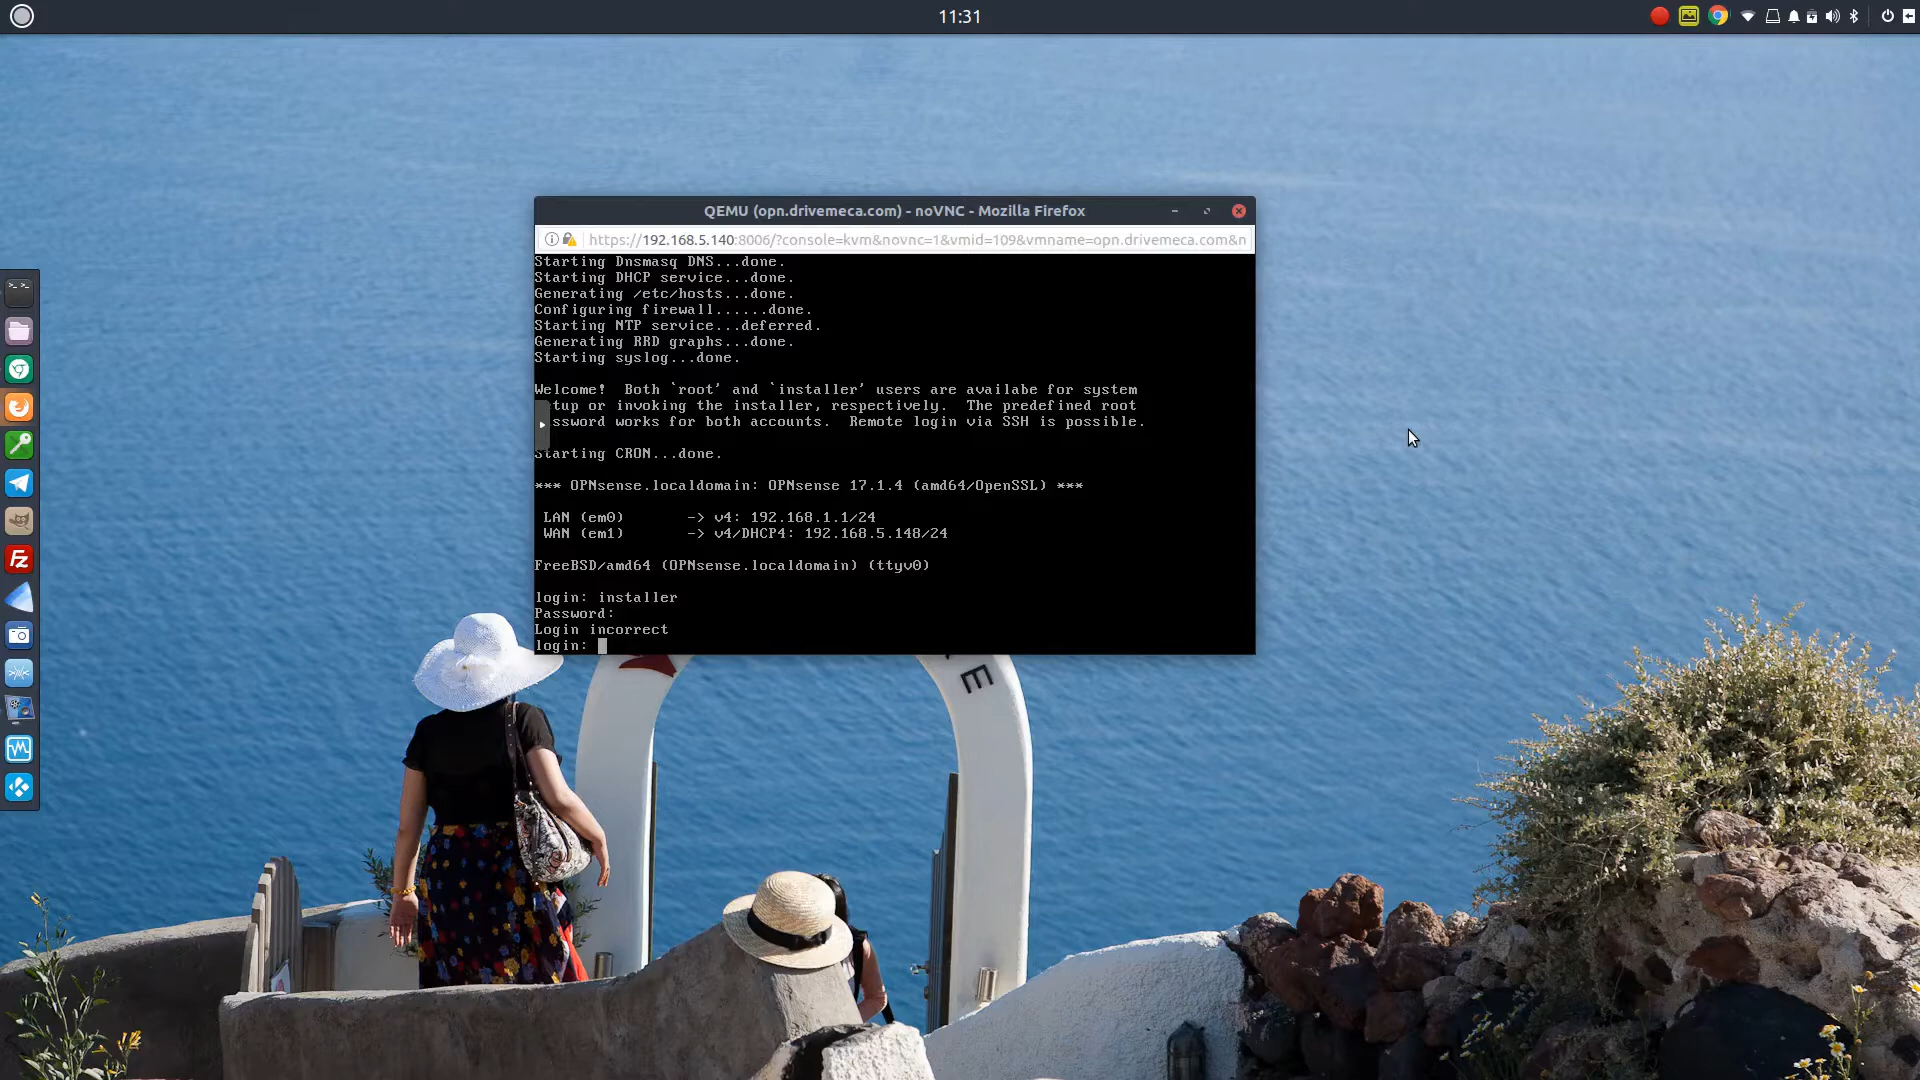 11:31
QEMU (opn.drivemeca.com) - noVNC - Mozilla Firefox
https://192.168.5.140:8006/?console=kvm&novnc=1&vmid=109&vmname=opn.drivemeca.com&n
Starting Dnsmasq DNS...done.
Starting DHCP service...done.
Generating /etc/hosts...done.
Configuring firewall......done.
Starting NTP service...deferred.
Generating RRD graphs...done.
Starting syslog...done.
Welcome!  Both `root' and `installer' users are availabe for system
tup or invoking the installer, respectively.  The predefined root
ssword works for both accounts.  Remote login via SSH is possible.
Starting CRON...done.
*** OPNsense.localdomain: OPNsense 17.1.4 (amd64/OpenSSL) ***
LAN (em0)       -> v4: 192.168.1.1/24
WAN (em1)       -> v4/DHCP4: 192.168.5.148/24
FreeBSD/amd64 (OPNsense.localdomain) (ttyv0)
login: installer
Password:
Login incorrect
login:
E
Fz